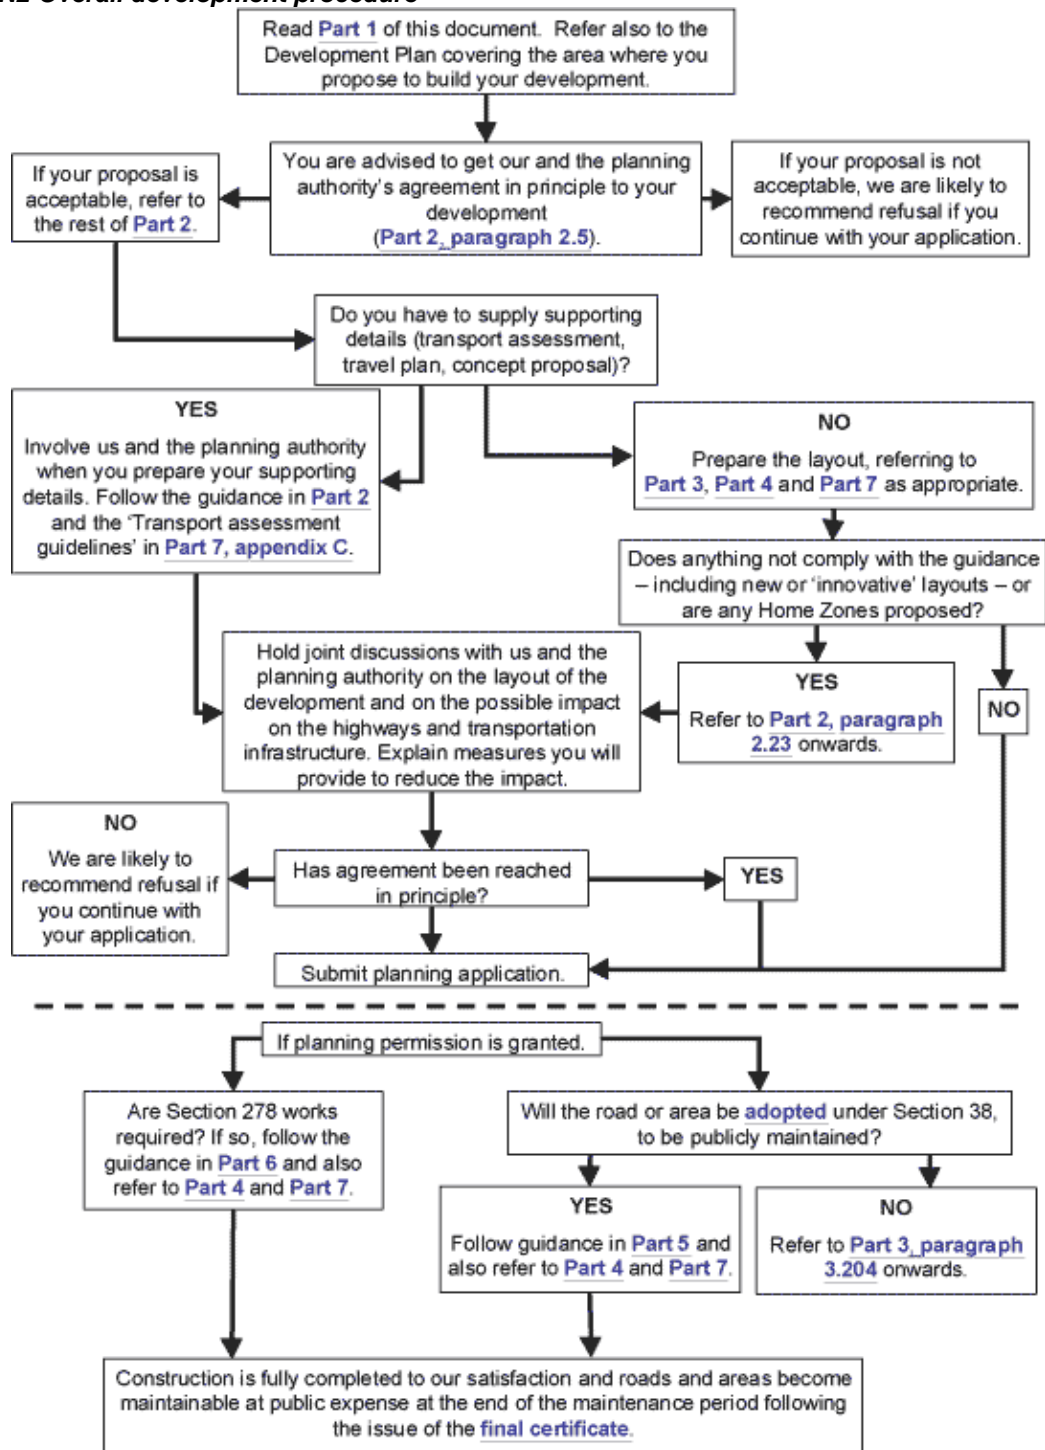 Overall development procedure
Read Part 1 of this document. Refer also to the
Development Plan covering the area where you
propose to build your development.
If your proposal is
acceptable, refer to
the rest of Part 2.
You are advised to get our and the planning
authority's agreement in principle to your
development
(Part 2, paragraph 2.5).
If your proposal is not
acceptable, we are likely to
recommend refusal if you
continue with your application.
Do you have to supply supporting
details (transport assessment,
travel plan, concept proposal)?
YES
Involve us and the planning authority
when you prepare your supporting
details. Follow the guidance in Part 2
and the 'Transport assessment
guidelines' in Part 7, appendix C.
NO
Prepare the layout, referring to
Part 3, Part 4 and Part 7 as appropriate.
Does anything not comply with the guidance
– including new or 'innovative' layouts – or
are any Home Zones proposed?
Hold joint discussions with us and the
planning authority on the layout of the
development and on the possible impact
on the highways and transportation
infrastructure. Explain measures you will
provide to reduce the impact.
YES
Refer to Part 2, paragraph
2.23 onwards.
NO
NO
We are likely to
recommend refusal if
you continue with
your application.
Has agreement been reached
in principle?
YES
Submit planning application.
If planning permission is granted.
Are Section 278 works
required? If so, follow the
guidance in Part 6 and also
refer to Part 4 and Part 7.
Will the road or area be adopted under Section 38,
to be publicly maintained?
YES
Follow guidance in Part 5 and
also refer to Part 4 and Part 7.
NO
Refer to Part 3, paragraph
3.204 onwards.
Construction is fully completed to our satisfaction and roads and areas become
maintainable at public expense at the end of the maintenance period following
the issue of the final certificate.